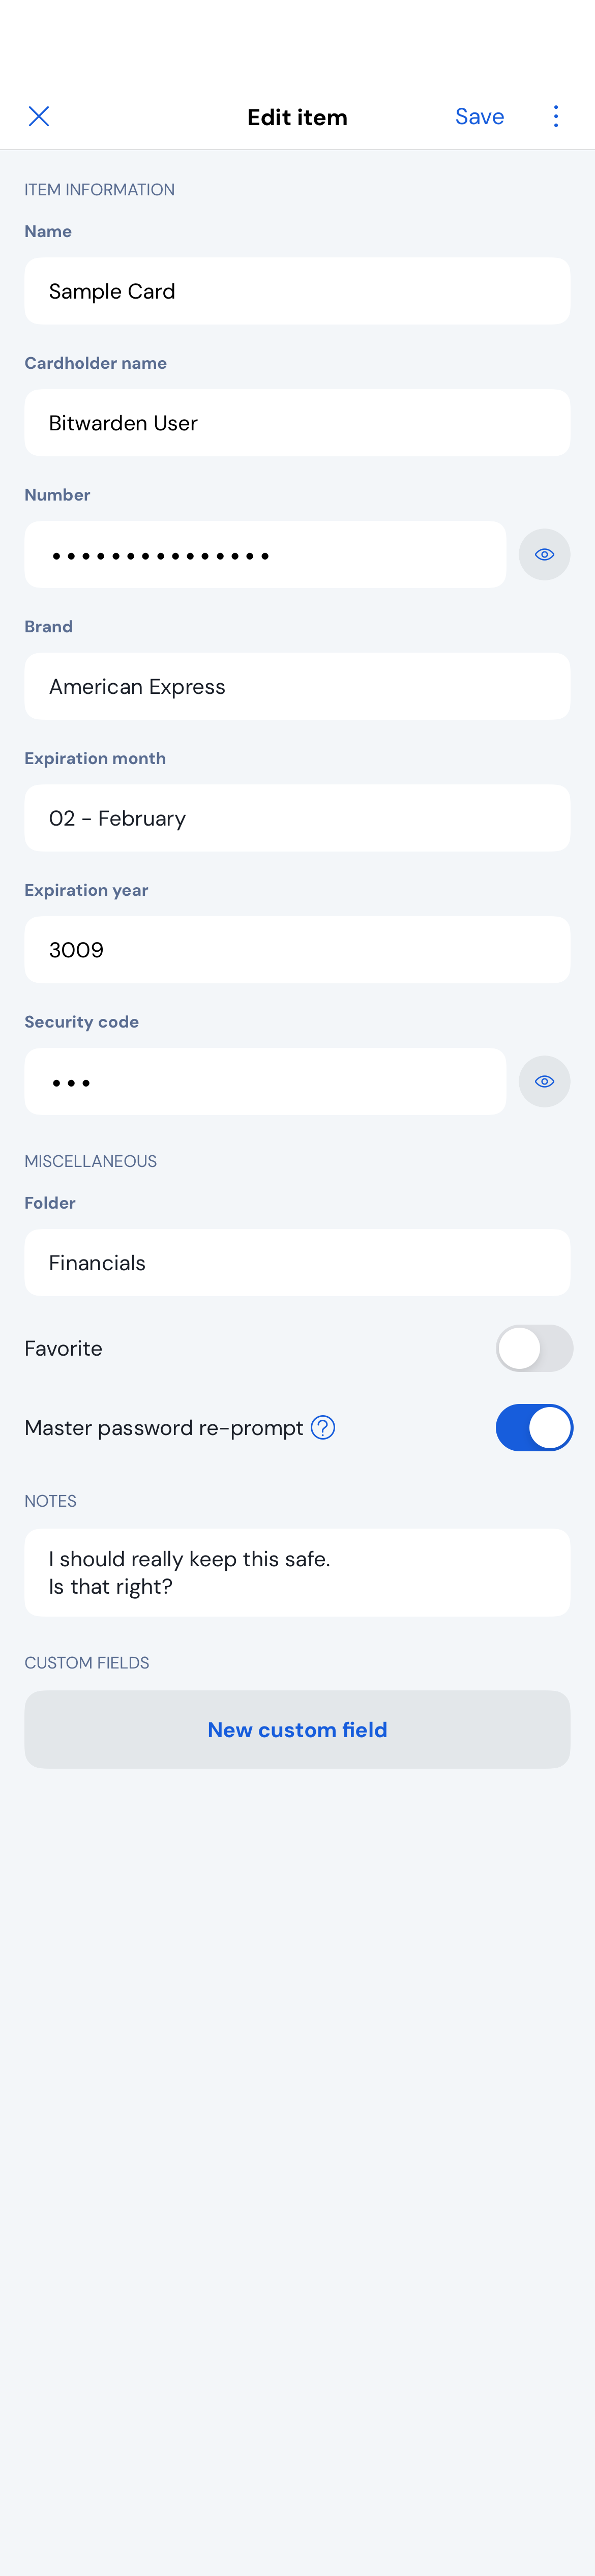 Edit item
Save
ITEM INFORMATION
Name
Sample Card
Cardholder name
Bitwarden User
Number
•••••••••••••••
Brand
American Express
Expiration month
02 - February
Expiration year
3009
Security code
•••
MISCELLANEOUS
Folder
Financials
Favorite
Master password re-prompt
NOTES
I should really keep this safe.
Is that right?
CUSTOM FIELDS
New custom field